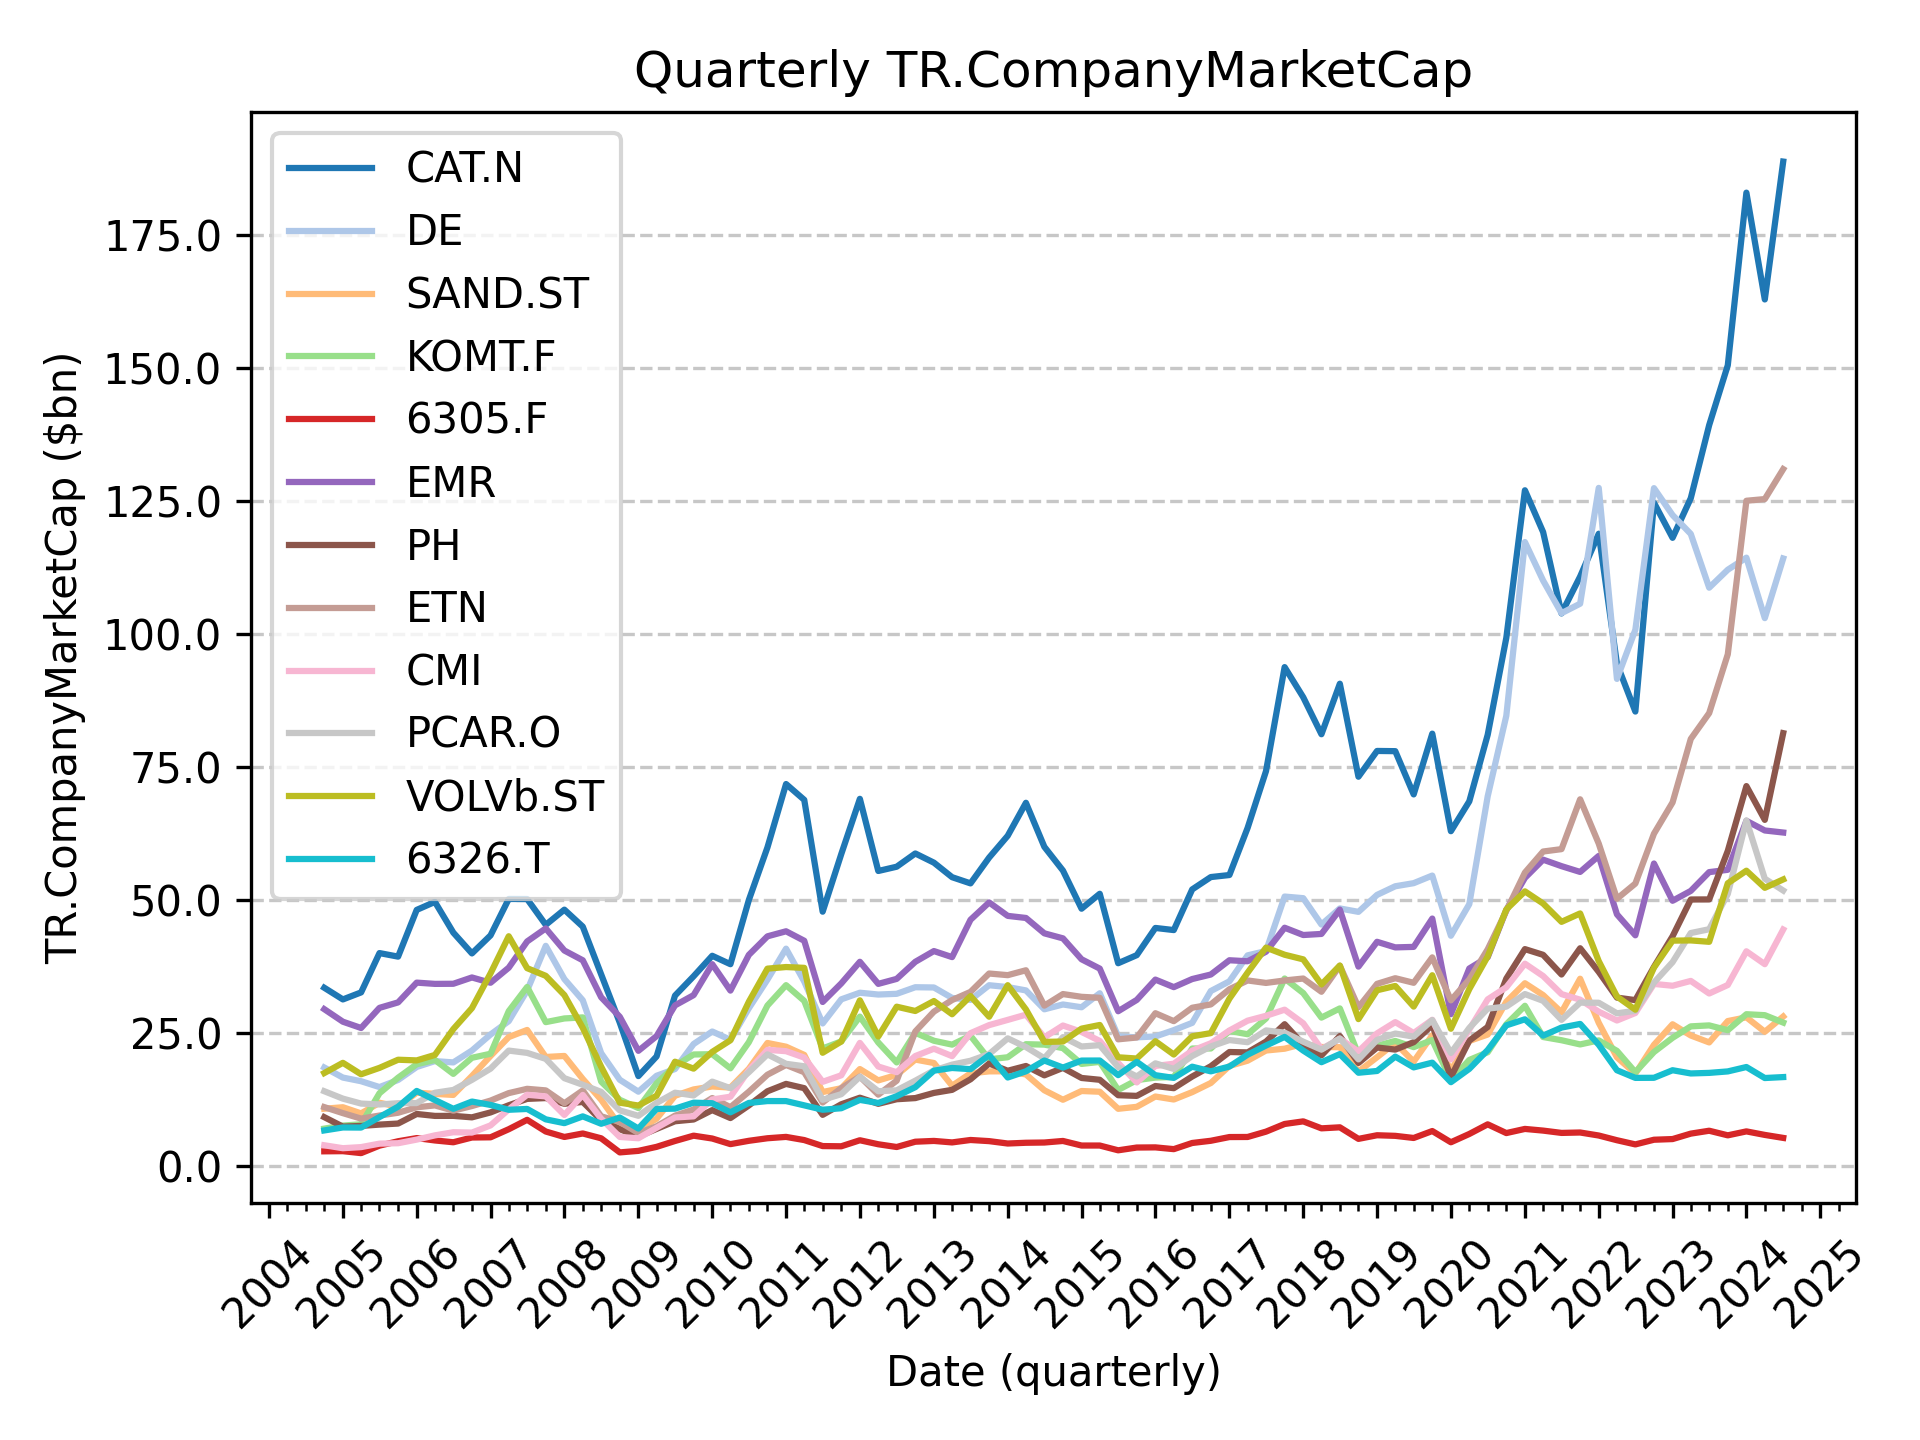 Quarterly TR.CompanyMarketCap
CAT.N
DE
SAND.ST
KOMT.F
6305.F
EMR
PH
ETN
CMI
PCAR.O
VOLVb.ST
6326.T
TR.CompanyMarketCap ($bn)
175.0
150.0
125.0
100.0
75.0
50.0
25.0
0.0
2004
2005
2006
2007
2008
2009
2010
2011
2012
2013
2014
2015
2016
2017
2018
2019
2020
2021
2022
2023
2024
2025
Date (quarterly)